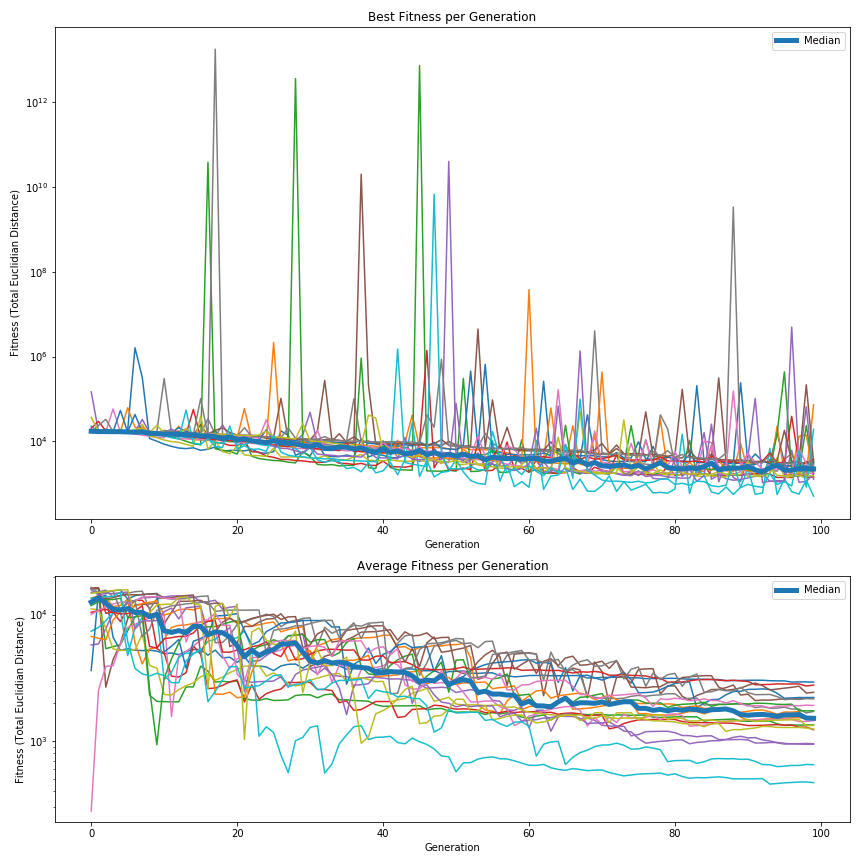 Best Fitness per Generation
Median
10^12
10^10
10^8
10^6
10^4
Fitness (Total Euclidian Distance)
0 20 40 60 80 100
Generation
Average Fitness per Generation
Median
10^4
10^3
Fitness (Total Euclidian Distance)
0 20 40 60 80 100
Generation